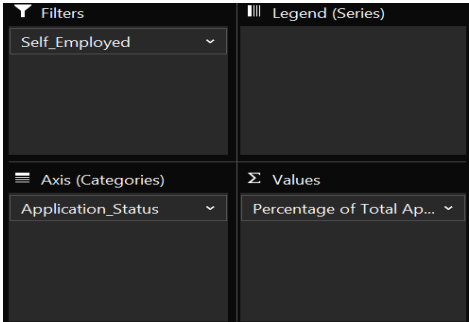 Filters
Legend (Series)
Self_Employed
Axis (Categories)
Σ Values
Application_Status
Percentage of Total Ap...